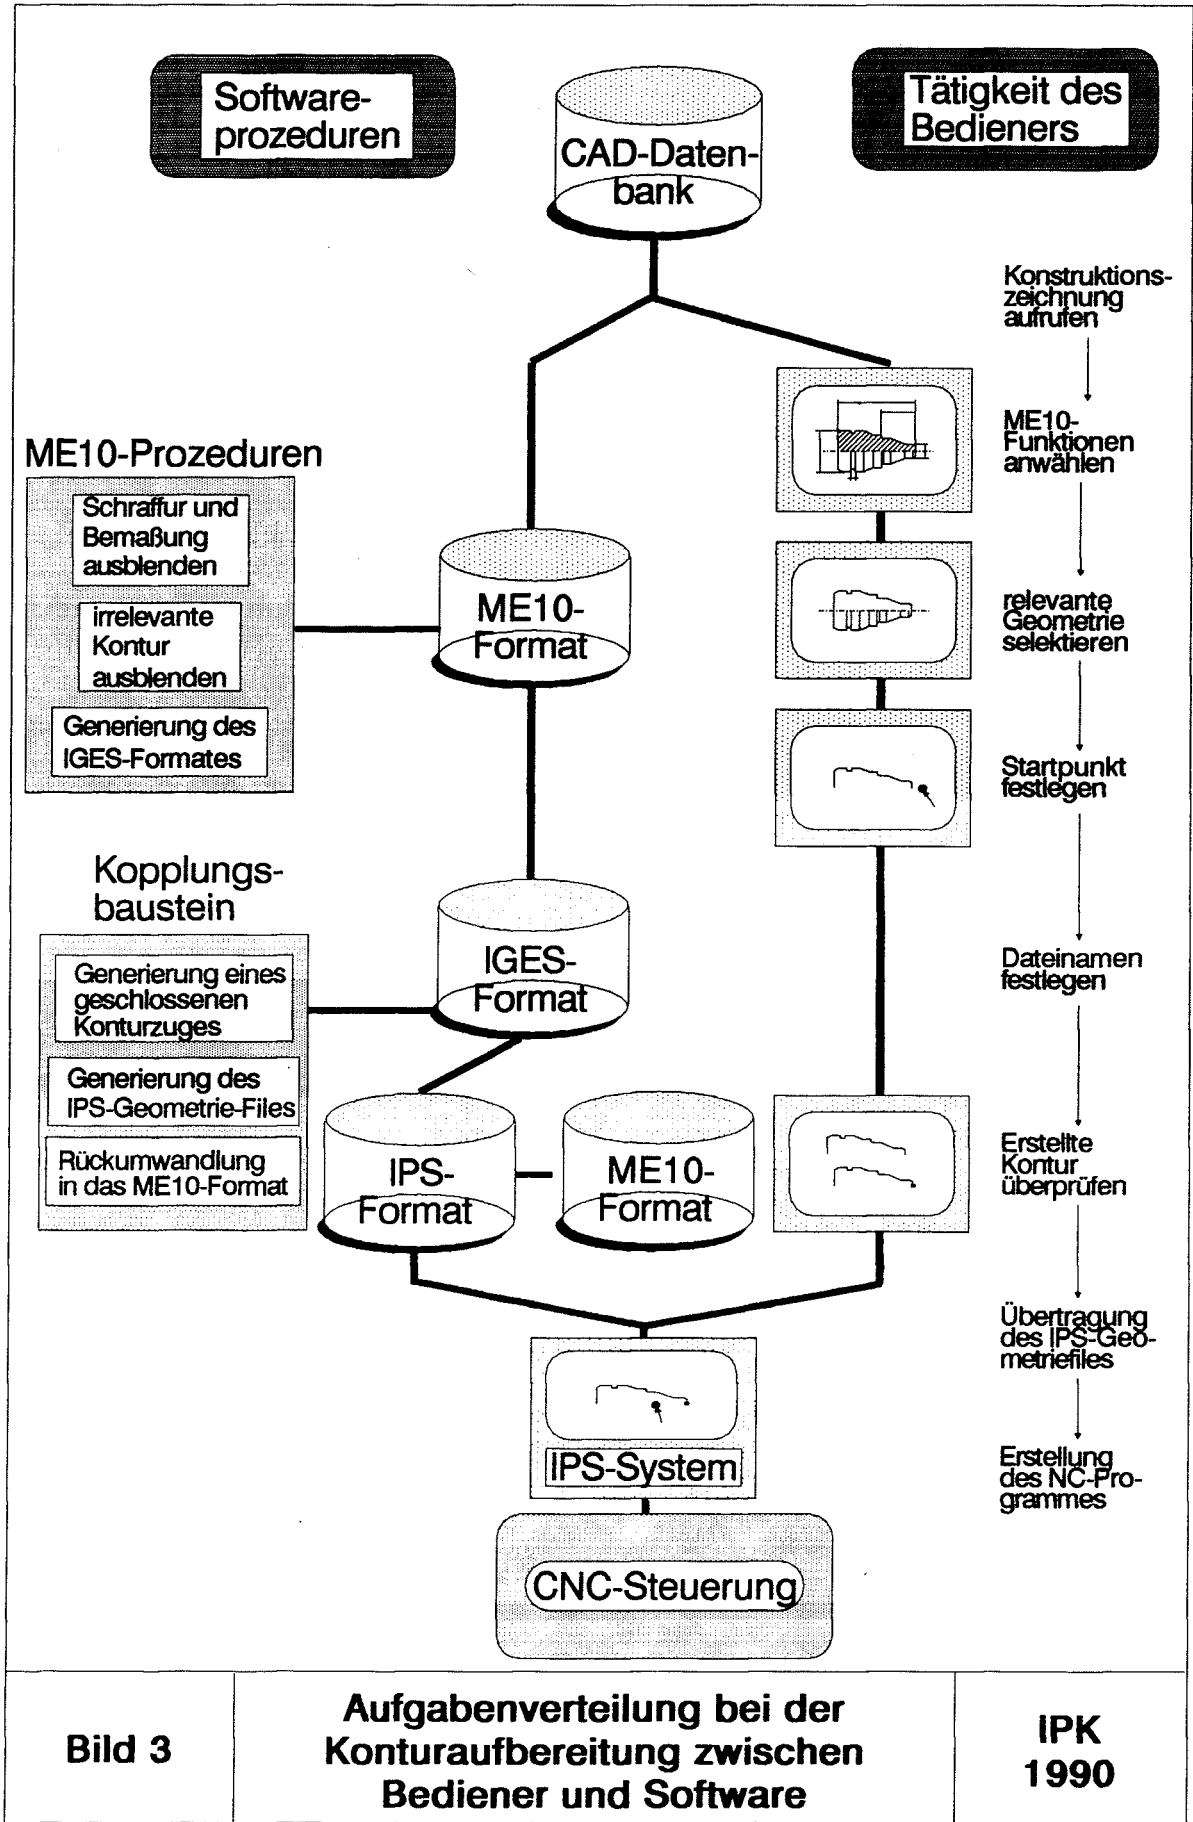 Software-
prozeduren
CAD-Daten-
bank
Tätigkeit des
Bedieners
ME10-Prozeduren
Schraffur und
Bemaßung
ausblenden
irrelevante
Kontur
ausblenden
Generierung des
IGES-Formates
ME10-
Format
Kopplungs-
baustein
Generierung eines
geschlossenen
Konturzuges
Generierung des
IPS-Geometrie-Files
Rückumwandlung
in das ME10-Format
IGES-
Format
IPS-
Format
ME10-
Format
Konstruktions-
zeichnung
aufrufen
ME10-
Funktionen
anwählen
relevante
Geometrie
selektieren
Startpunkt
festlegen
Dateinamen
festlegen
Erstellte
Kontur
überprüfen
Übertragung
des IPS-Geo-
metriefiles
Erstellung
des NC-Pro-
grammes
IPS-System
CNC-Steuerung
Bild 3
Aufgabenverteilung bei der
Konturaufbereitung zwischen
Bediener und Software
IPK
1990